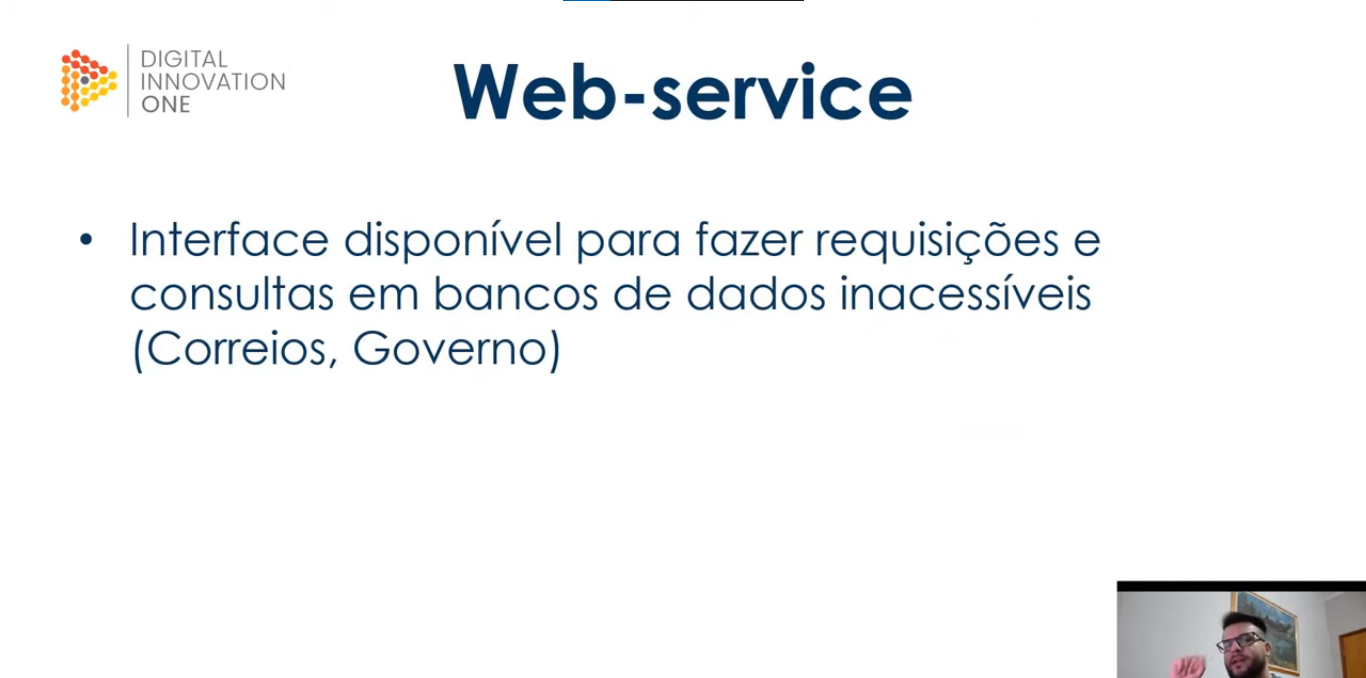 DIGITAL
INNOVATION
ONE
Web-service
• Interface disponível para fazer requisições e
consultas em bancos de dados inacessíveis
(Correios, Governo)